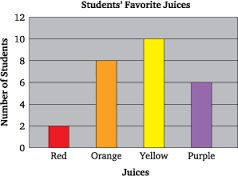 Students' Favorite Juices
Number of Students
12
10
8
6
4
2
0
Red Orange Yellow Purple
Juices